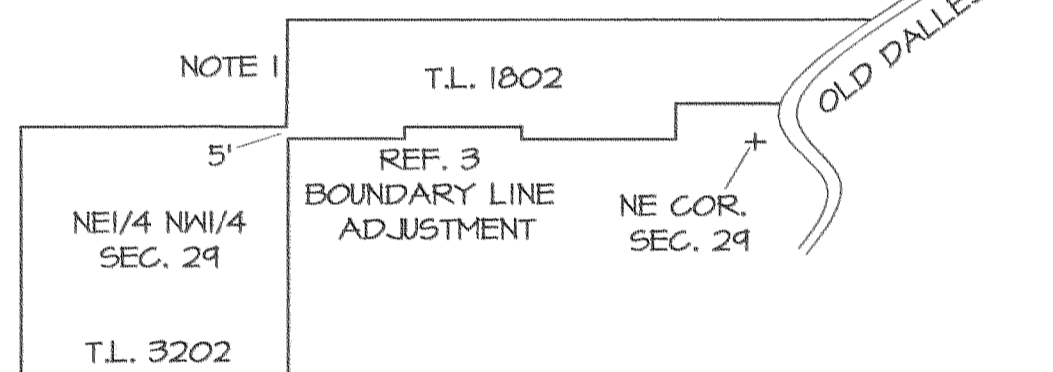 OLD DALLES
NOTE 1
T.L. 1802
5'
REF. 3
BOUNDARY LINE
ADJUSTMENT
NE COR.
SEC. 29
NE1/4 NW1/4
SEC. 29
T.L. 3202